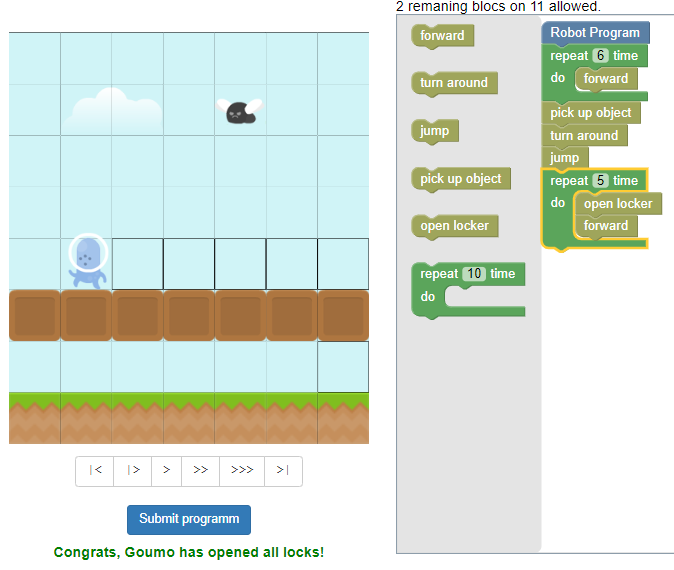 2 remaning blocs on 11 allowed.
forward
turn around
jump
pick up object
open locker
repeat 10 time
do
Robot Program
repeat 6 time
do forward
pick up object
turn around
jump
repeat 5 time
do open locker
forward
|< |> > >> >>> >|
Submit programm
Congrats, Goumo has opened all locks!